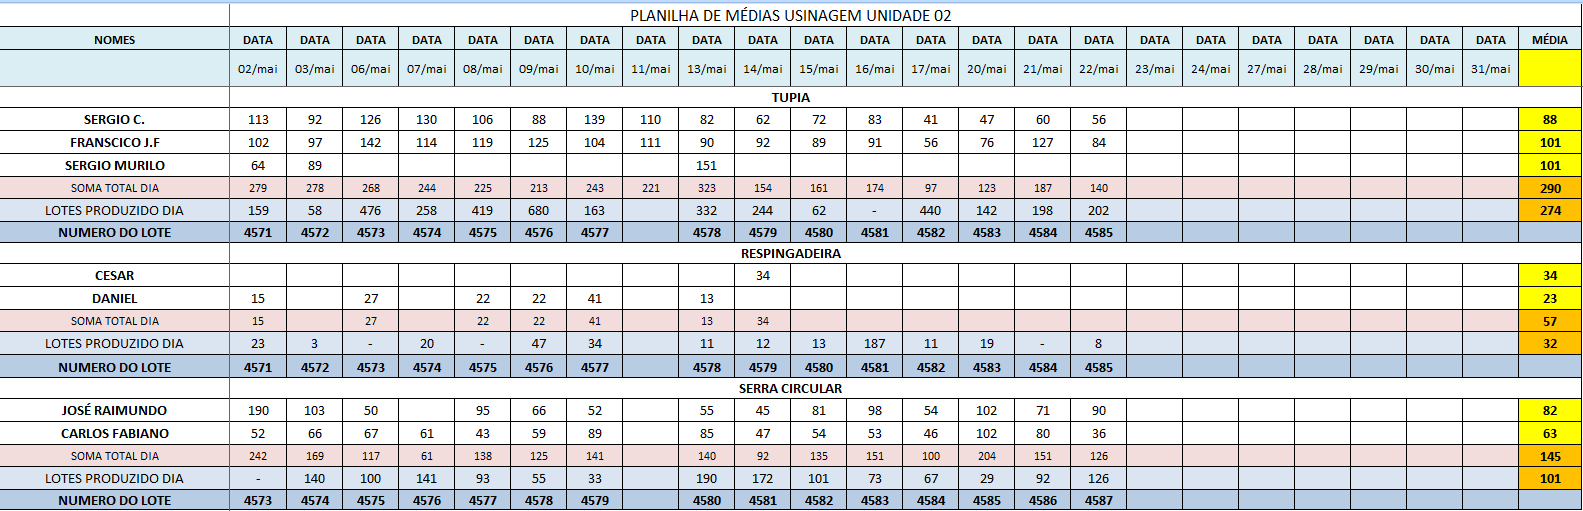 PLANILHA DE MÉDIAS USINAGEM UNIDADE 02
NOMES DATA DATA DATA DATA DATA DATA DATA DATA DATA DATA DATA DATA DATA DATA DATA DATA DATA DATA DATA DATA DATA DATA DATA MÉDIA
02/mai 03/mai 06/mai 07/mai 08/mai 09/mai 10/mai 11/mai 13/mai 14/mai 15/mai 16/mai 17/mai 20/mai 21/mai 22/mai 23/mai 24/mai 27/mai 28/mai 29/mai 30/mai 31/mai
TUPIA
SERGIO C. 113 92 126 130 106 88 139 110 82 62 72 83 41 47 60 56 88
FRANSCICO J.F 102 97 142 114 119 125 104 111 90 92 89 91 56 76 127 84 101
SERGIO MURILO 64 89 151 101
SOMA TOTAL DIA 279 278 268 244 225 213 243 221 323 154 161 174 97 123 187 140 290
LOTES PRODUZIDO DIA 159 58 476 258 419 680 163 332 244 62 - 440 142 198 202 274
NUMERO DO LOTE 4571 4572 4573 4574 4575 4576 4577 4578 4579 4580 4581 4582 4583 4584 4585
RESPINGADEIRA
CESAR 34 34
DANIEL 15 27 22 22 41 13 23
SOMA TOTAL DIA 15 27 22 22 41 13 34 57
LOTES PRODUZIDO DIA 23 3 - 20 - 47 34 11 12 13 187 11 19 - 8 32
NUMERO DO LOTE 4571 4572 4573 4574 4575 4576 4577 4578 4579 4580 4581 4582 4583 4584 4585
SERRA CIRCULAR
JOSÉ RAIMUNDO 190 103 50 95 66 52 55 45 81 98 54 102 71 90 82
CARLOS FABIANO 52 66 67 61 43 59 89 85 47 54 53 46 102 80 36 63
SOMA TOTAL DIA 242 169 117 61 138 125 141 140 92 135 151 100 204 151 126 145
LOTES PRODUZIDO DIA - 140 100 141 93 55 33 190 172 101 73 67 29 92 126 101
NUMERO DO LOTE 4573 4574 4575 4576 4577 4578 4579 4580 4581 4582 4583 4584 4585 4586 4587